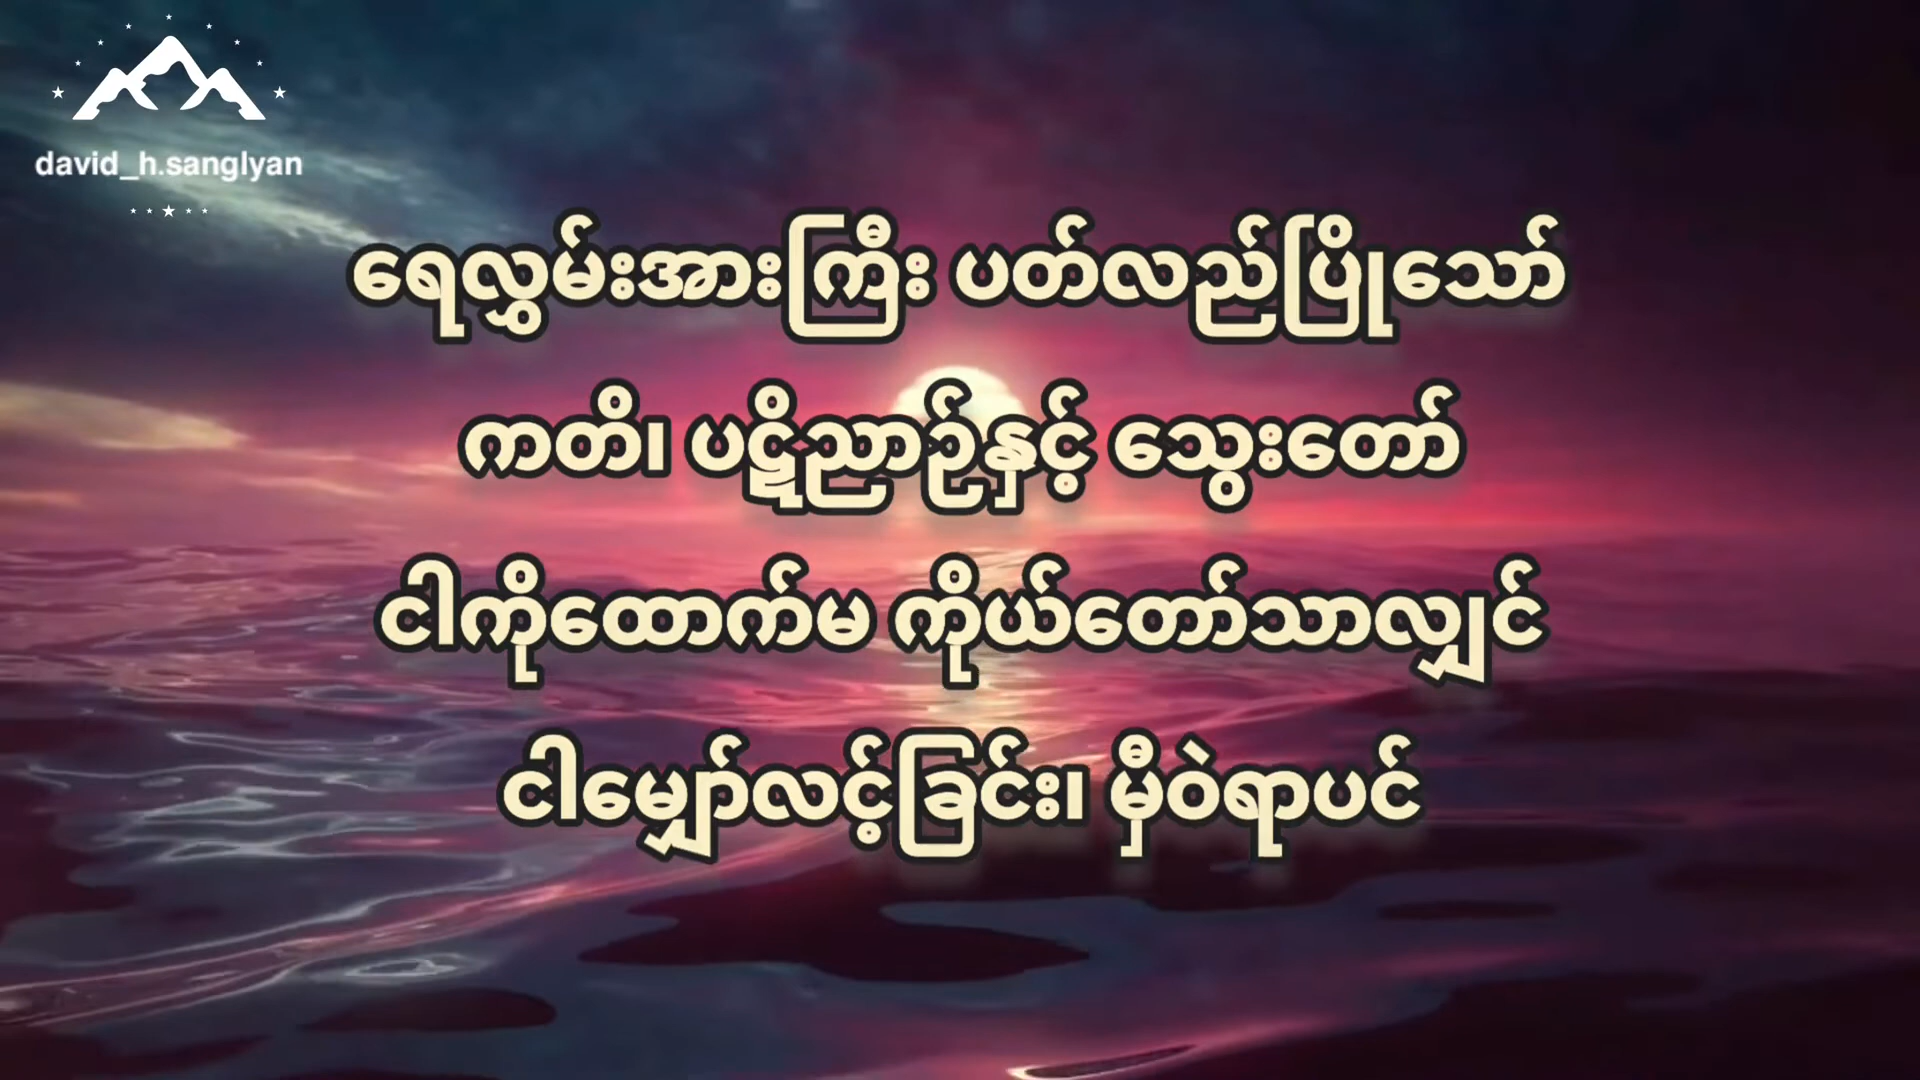 david_h.sanglyan
ရေလွှမ်းအားကြီး ပတ်လည်ပြိုသော်
ကတိ၊ ပဋိညာဉ်နှင့် သွေးတော်
ငါကိုထောက်မ ကိုယ်တော်သာလျှင်
ငါမျှော်လင့်ခြင်း၊ မှီဝဲရာပင်